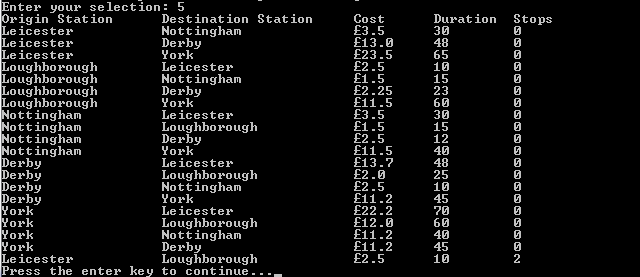 Enter your selection: 5
Origin Station Destination Station Cost Duration Stops
Leicester Nottingham £3.5 30 0
Leicester Derby £13.0 48 0
Leicester York £23.5 65 0
Loughborough Leicester £2.5 10 0
Loughborough Nottingham £1.5 15 0
Loughborough Derby £2.25 23 0
Loughborough York £11.5 60 0
Nottingham Leicester £3.5 30 0
Nottingham Loughborough £1.5 15 0
Nottingham Derby £2.5 12 0
Nottingham York £11.5 40 0
Derby Leicester £13.7 48 0
Derby Loughborough £2.0 25 0
Derby Nottingham £2.5 10 0
Derby York £11.2 45 0
York Leicester £22.2 70 0
York Loughborough £12.0 60 0
York Nottingham £11.2 40 0
York Derby £11.2 45 0
Leicester Loughborough £2.5 10 2
Press the enter key to continue..._